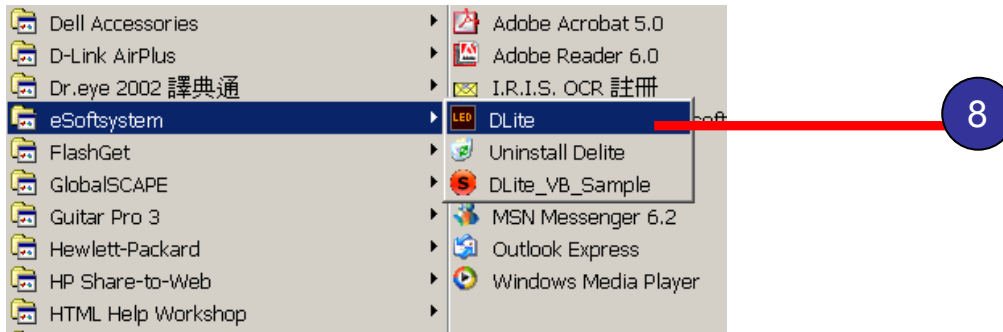 Dell Accessories
D-Link AirPlus
Dr.eye 2002 譯典通
eSoftsystem
FlashGet
GlobalSCAPE
Guitar Pro 3
Hewlett-Packard
HP Share-to-Web
HTML Help Workshop
Adobe Acrobat 5.0
Adobe Reader 6.0
I.R.I.S. OCR 註冊
LED DLite
Uninstall Delite
S DLite_VB_Sample
MSN Messenger 6.2
Outlook Express
Windows Media Player
8